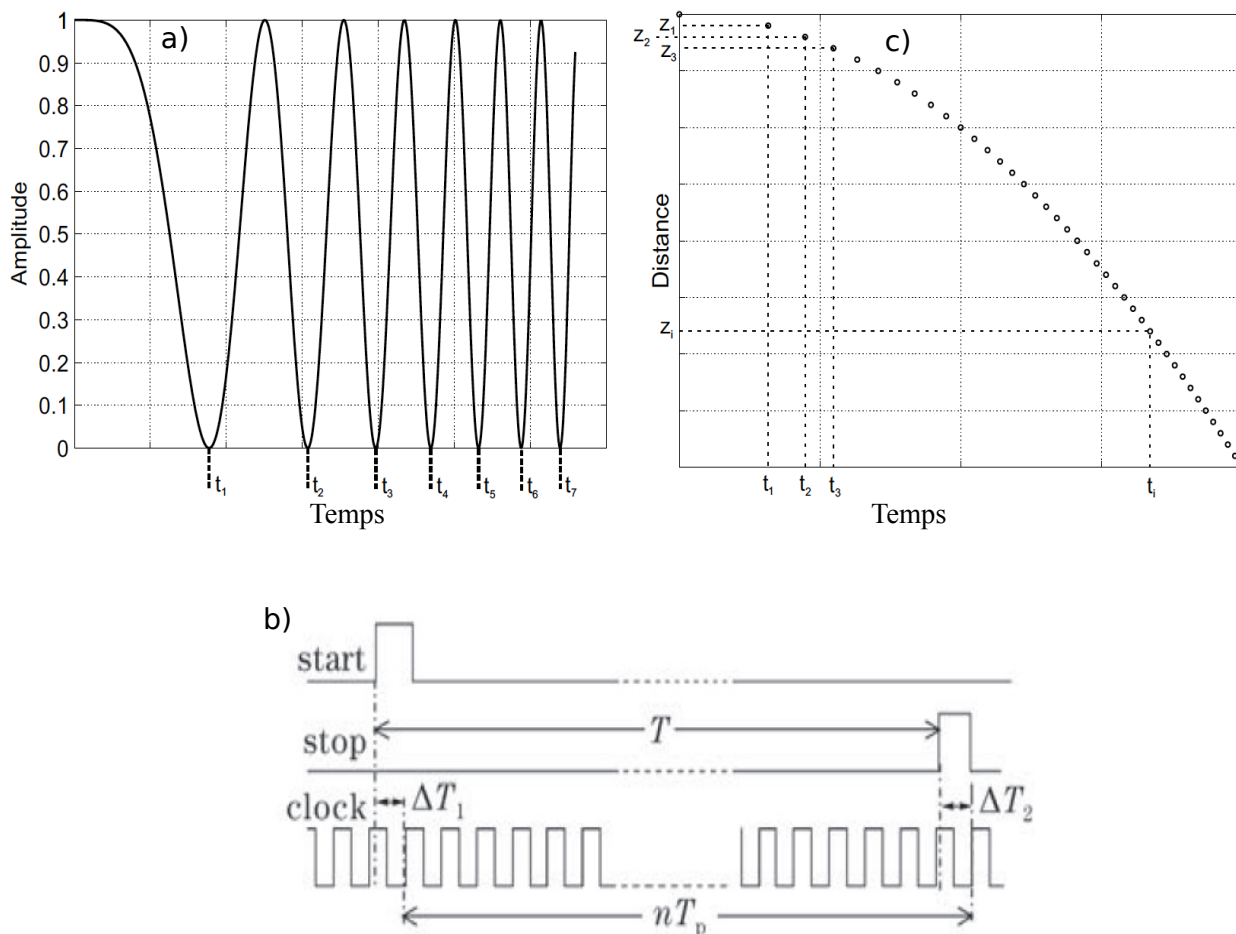 a)
1
0.9
0.8
0.7
0.6
0.5
0.4
0.3
0.2
0.1
0
Amplitude
t1 t2 t3 t4 t5 t6 t7
Temps
c)
z1
z2
z3
zi
Distance
t1 t2 t3 ti
Temps
b)
start
T
stop
clock ΔT1 ΔT2
nTp